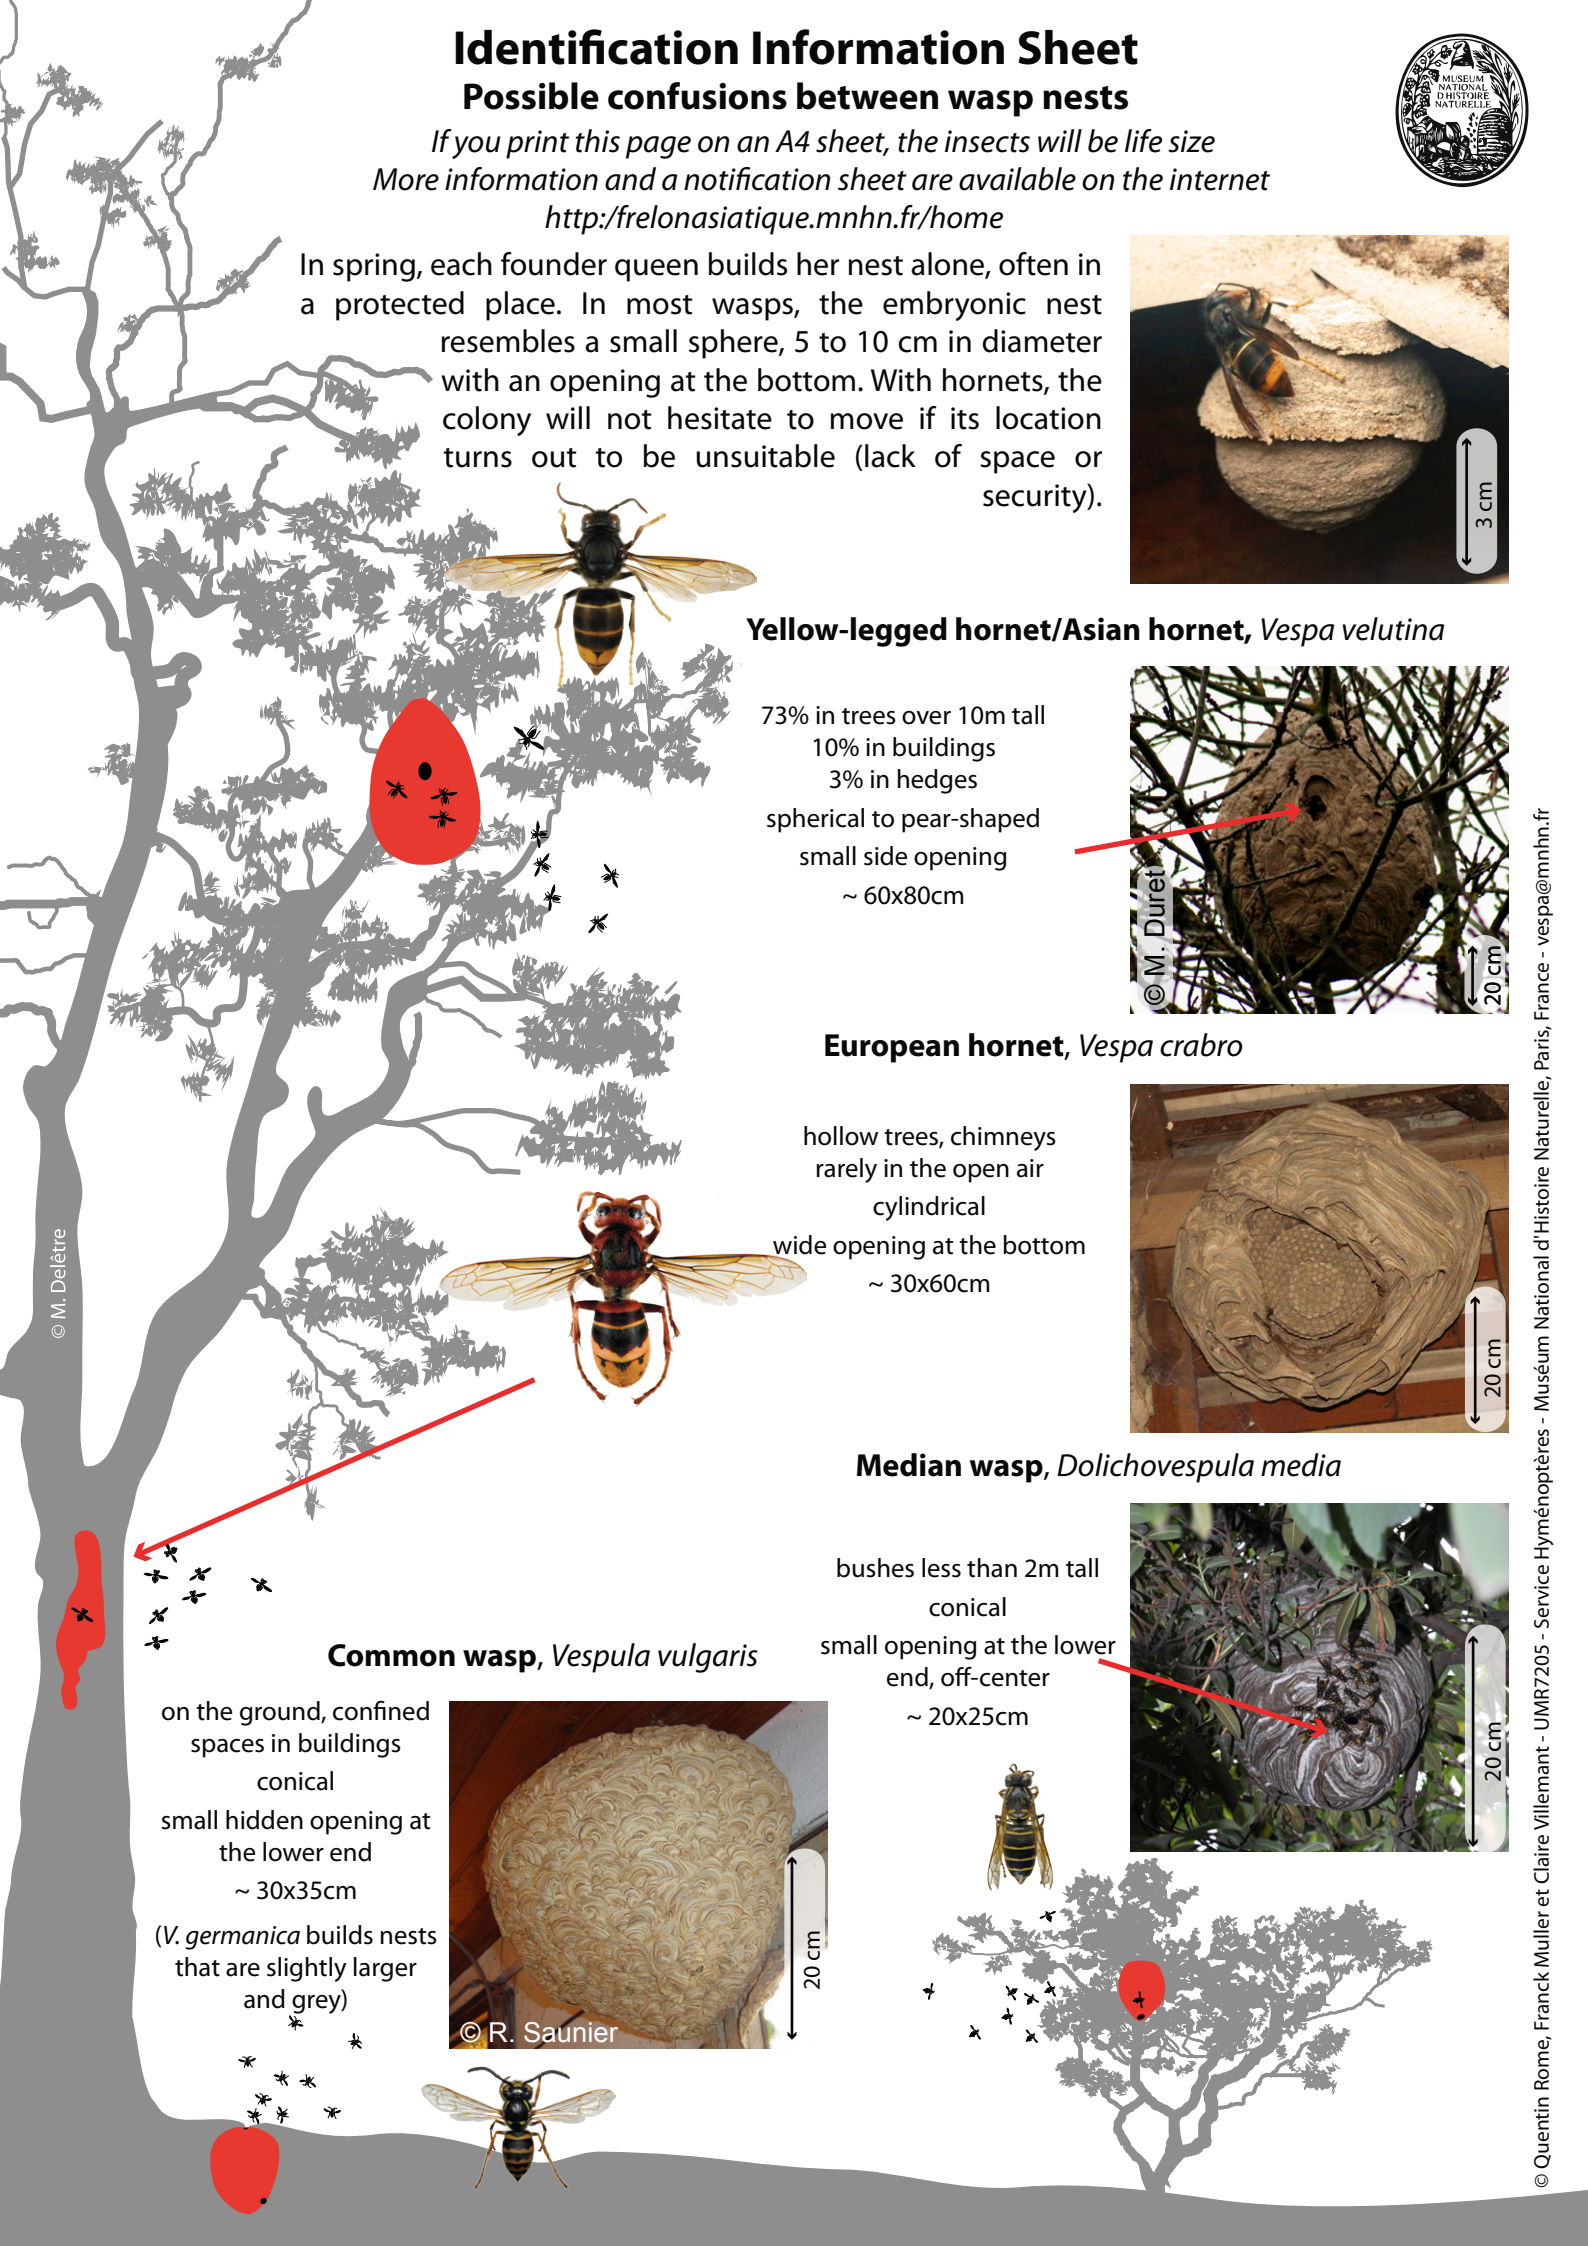 Identification Information Sheet
Possible confusions between wasp nests
If you print this page on an A4 sheet, the insects will be life size
More information and a notification sheet are available on the internet
http:/frelonasiatique.mnhn.fr/home
MUSEUM
NATIONAL
D HISTOIRE
NATURELLE
In spring, each founder queen builds her nest alone, often in
a protected place. In most wasps, the embryonic nest
resembles a small sphere, 5 to 10 cm in diameter
with an opening at the bottom. With hornets, the
colony will not hesitate to move if its location
turns out to be unsuitable (lack of space or
security).
3 cm
Yellow-legged hornet/Asian hornet, Vespa velutina
73% in trees over 10m tall
10% in buildings
3% in hedges
spherical to pear-shaped
small side opening
~ 60x80cm
© M. Duret
20 cm
European hornet, Vespa crabro
hollow trees, chimneys
rarely in the open air
cylindrical
wide opening at the bottom
~ 30x60cm
20 cm
© M. Delêtre
Median wasp, Dolichovespula media
bushes less than 2m tall
conical
small opening at the lower
end, off-center
~ 20x25cm
20 cm
Common wasp, Vespula vulgaris
on the ground, confined
spaces in buildings
conical
small hidden opening at
the lower end
~ 30x35cm
(V. germanica builds nests
that are slightly larger
and grey)
© R. Saunier
20 cm
© Quentin Rome, Franck Muller et Claire Villemant - UMR7205 - Service Hyménoptères - Muséum National d'Histoire Naturelle, Paris, France - vespa@mnhn.fr